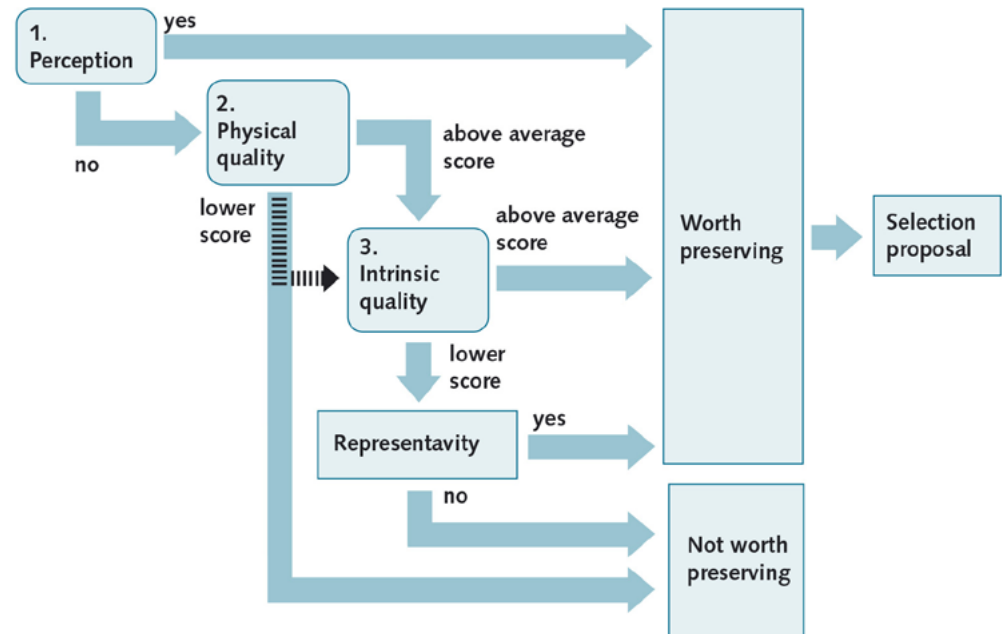 1.
Perception
yes
no
2.
Physical
quality
above average
score
lower
score
3.
Intrinsic
quality
above average
score
lower
score
Representavity
yes
no
Worth
preserving
Not worth
preserving
Selection
proposal